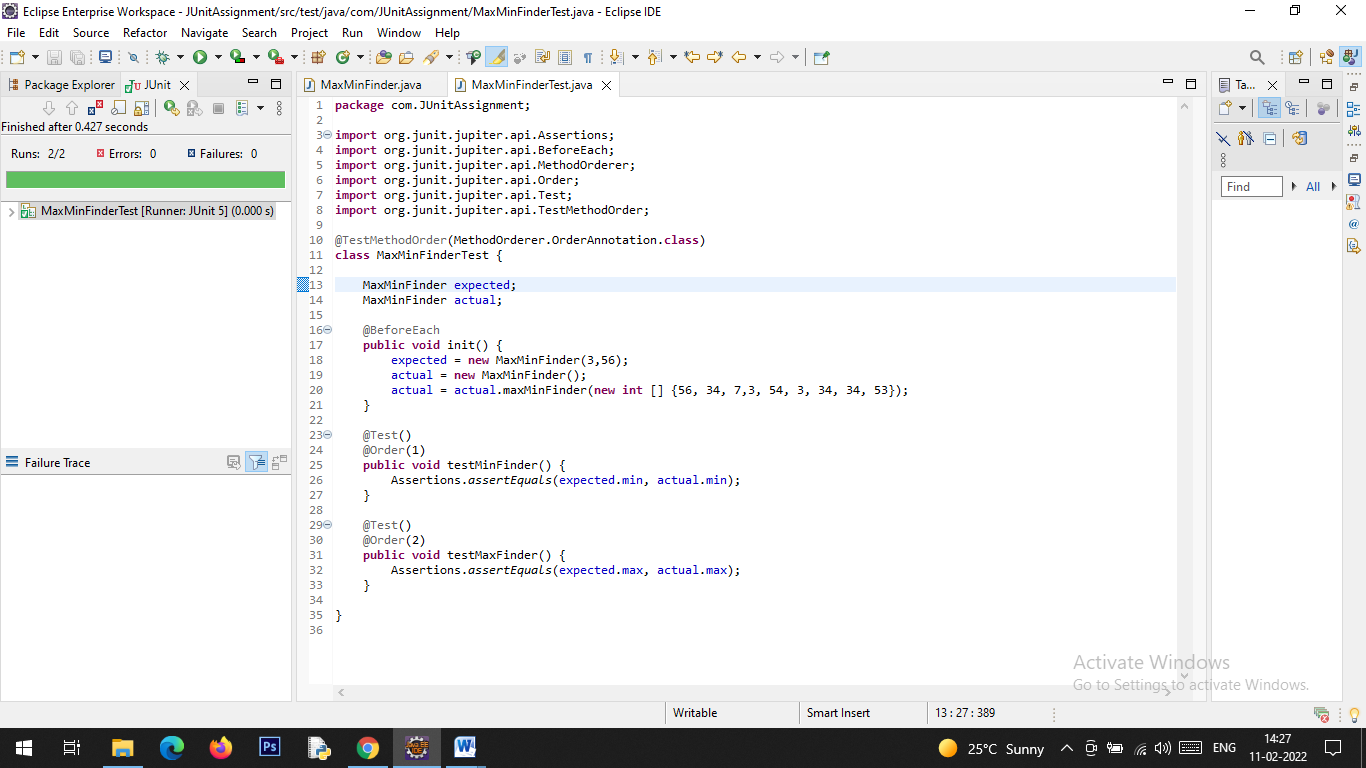 Eclipse Enterprise Workspace - JUnitAssignment/src/test/java/com/JUnitAssignment/MaxMinFinderTest.java - Eclipse IDE
File Edit Source Refactor Navigate Search Project Run Window Help
Package Explorer JUnit
Finished after 0.427 seconds
Runs: 2/2 Errors: 0 Failures: 0
MaxMinFinderTest [Runner: JUnit 5] (0.000 s)
Failure Trace
MaxMinFinder.java MaxMinFinderTest.java
1 package com.JUnitAssignment;
2
3 import org.junit.jupiter.api.Assertions;
4 import org.junit.jupiter.api.BeforeEach;
5 import org.junit.jupiter.api.MethodOrderer;
6 import org.junit.jupiter.api.Order;
7 import org.junit.jupiter.api.Test;
8 import org.junit.jupiter.api.TestMethodOrder;
9
10 @TestMethodOrder(MethodOrderer.OrderAnnotation.class)
11 class MaxMinFinderTest {
12
13 MaxMinFinder expected;
14 MaxMinFinder actual;
15
16 @BeforeEach
17 public void init() {
18 expected = new MaxMinFinder(3,56);
19 actual = new MaxMinFinder();
20 actual = actual.maxMinFinder(new int [] {56, 34, 7,3, 54, 3, 34, 34, 53});
21 }
22
23 @Test()
24 @Order(1)
25 public void testMinFinder() {
26 Assertions.assertEquals(expected.min, actual.min);
27 }
28
29 @Test()
30 @Order(2)
31 public void testMaxFinder() {
32 Assertions.assertEquals(expected.max, actual.max);
33 }
34
35 }
36
Ta...
Find All
Activate Windows
Go to Settings to activate Windows.
Writable Smart Insert 13 : 27 : 389
Ps
JAVA EE
IDE
W
25°C Sunny ENG 14:27
11-02-2022